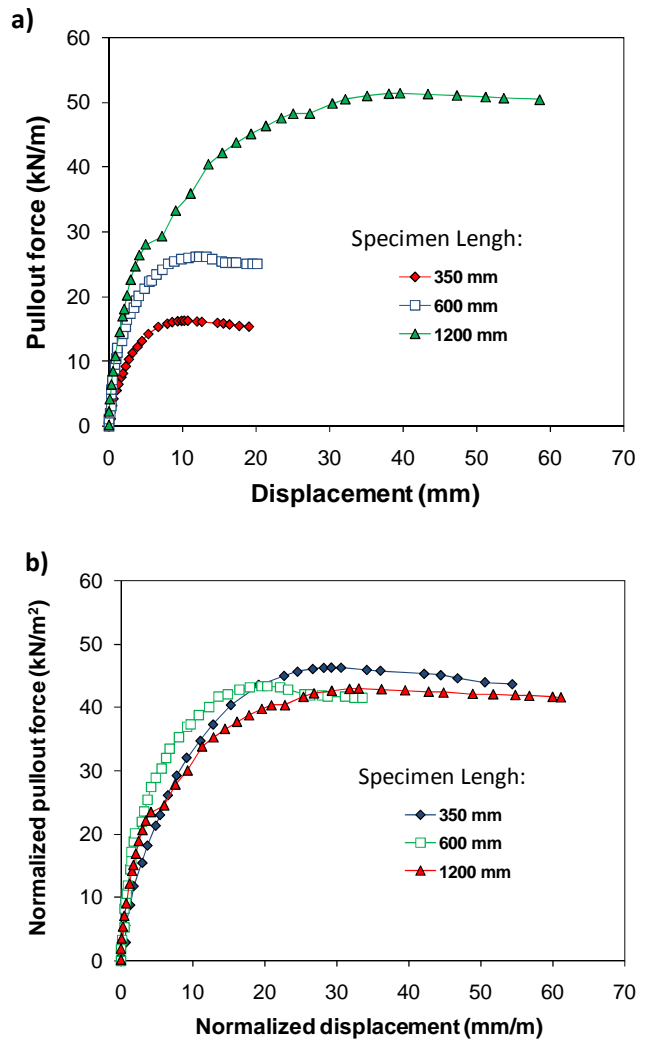 a)
60
50
40
30
20
10
0
Pullout force (kN/m)
Specimen Lengh:
350 mm
600 mm
1200 mm
0 10 20 30 40 50 60 70
Displacement (mm)
b)
60
50
40
30
20
10
0
Normalized pullout force (kN/m²)
Specimen Lengh:
350 mm
600 mm
1200 mm
0 10 20 30 40 50 60 70
Normalized displacement (mm/m)